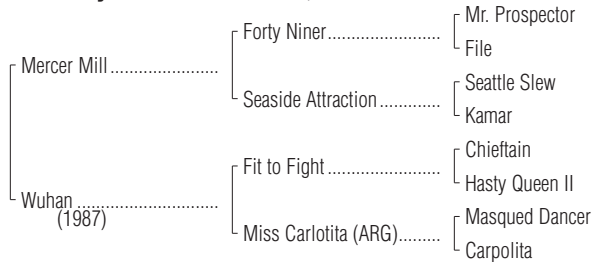 Mr. Prospector
Forty Niner
File
Mercer Mill
Seattle Slew
Seaside Attraction
Kamar
Chieftain
Fit to Fight
Hasty Queen II
Wuhan
(1987)
Masqued Dancer
Miss Carlotita (ARG)
Carpolita